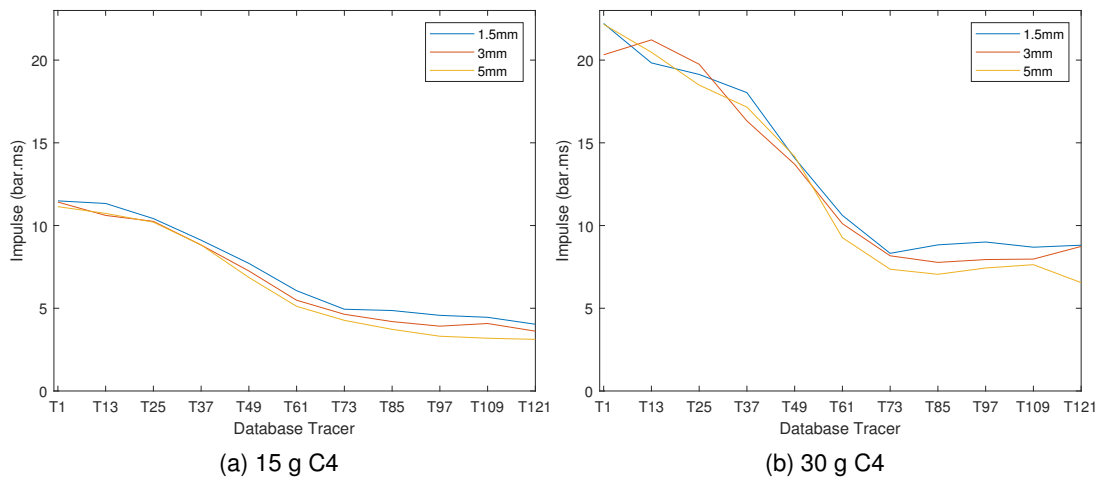 1.5mm
3mm
5mm
20
15
10
5
0
Impulse (bar.ms)
T1 T13 T25 T37 T49 T61 T73 T85 T97 T109 T121
Database Tracer
(a) 15 g C4
1.5mm
3mm
5mm
20
15
10
5
0
Impulse (bar.ms)
T1 T13 T25 T37 T49 T61 T73 T85 T97 T109 T121
Database Tracer
(b) 30 g C4